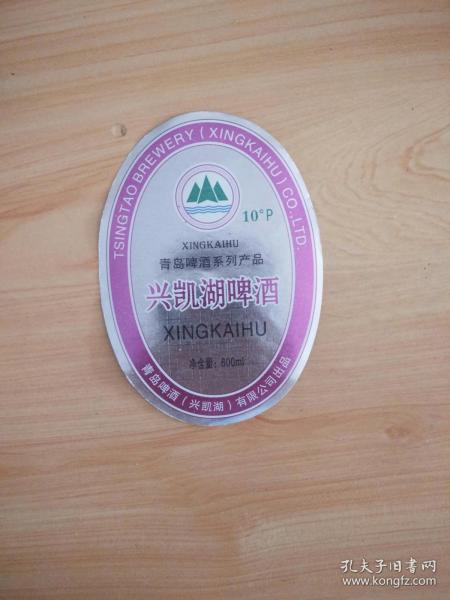 TSINGTAO BREWERY（XINGKAIHU）CO.,LTD.
10°P
XINGKAIHU
青岛啤酒系列产品
兴凯湖啤酒
XINGKAIHU
净含量：600ml
青岛啤酒（兴凯湖）有限公司出品
孔夫子旧书网
www.kongfz.com